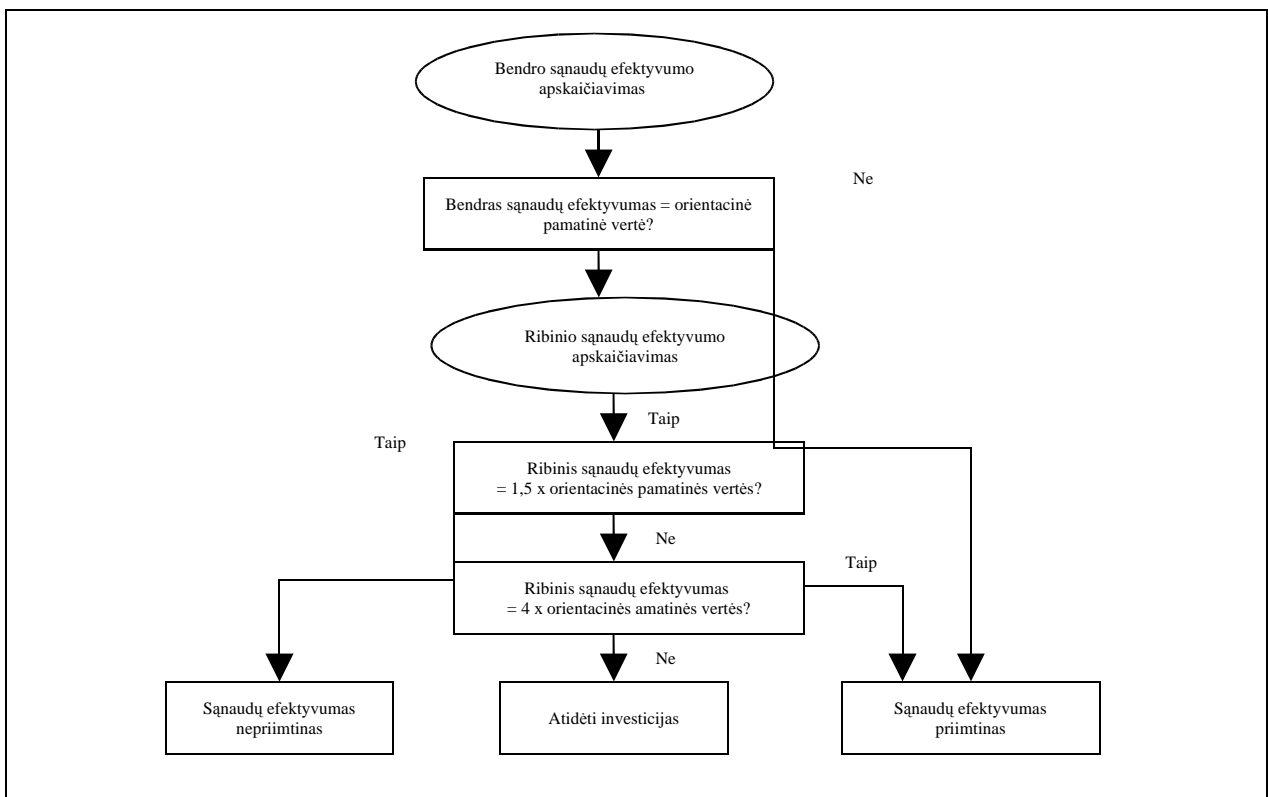 Bendro sąnaudų efektyvumo
apskaičiavimas
Ne
Bendras sąnaudų efektyvumas = orientacinė
pamatinė vertė?
Ribinio sąnaudų efektyvumo
apskaičiavimas
Taip
Taip
Ribinis sąnaudų efektyvumas
= 1,5 x orientacinės pamatinės vertės?
Ne
Taip
Ribinis sąnaudų efektyvumas
= 4 x orientacinės amatinės vertės?
Ne
Sąnaudų efektyvumas
nepriimtinas
Atidėti investicijas
Sąnaudų efektyvumas
priimtinas